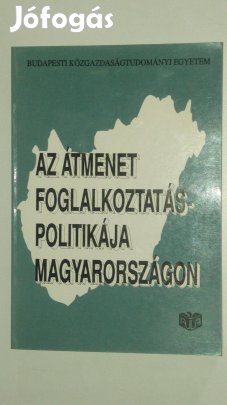 Jófogás
BUDAPESTI KÖZGAZDASÁGTUDOMÁNYI EGYETEM
AZ ÁTMENET
FOGLALKOZTATÁS-
POLITIKÁJA
MAGYARORSZÁGON